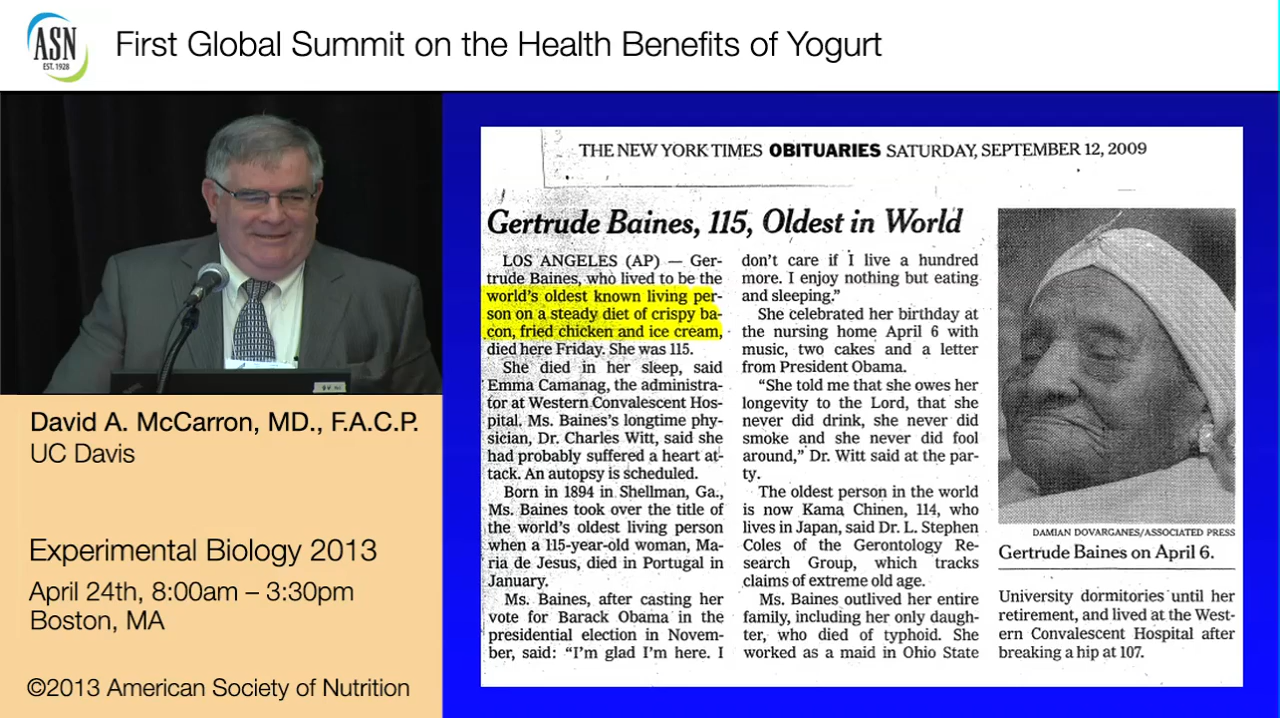 ASN
EST. 1928
First Global Summit on the Health Benefits of Yogurt
David A. McCarron, MD., F.A.C.P.
UC Davis
Experimental Biology 2013
April 24th, 8:00am – 3:30pm
Boston, MA
©2013 American Society of Nutrition
THE NEW YORK TIMES OBITUARIES SATURDAY, SEPTEMBER 12, 2009
Gertrude Baines, 115, Oldest in World
LOS ANGELES (AP) — Ger-
trude Baines, who lived to be the
world's oldest known living per-
son on a steady diet of crispy ba-
con, fried chicken and ice cream,
died here Friday. She was 115.
She died in her sleep, said
Emma Camanag, the administra-
tor at Western Convalescent Hos-
pital. Ms. Baines's longtime phy-
sician, Dr. Charles Witt, said she
had probably suffered a heart at-
tack. An autopsy is scheduled.
Born in 1894 in Shellman, Ga.,
Ms. Baines took over the title of
the world's oldest living person
when a 115-year-old woman, Ma-
ria de Jesus, died in Portugal in
January.
Ms. Baines, after casting her
vote for Barack Obama in the
presidential election in Novem-
ber, said: "I'm glad I'm here. I
don't care if I live a hundred
more. I enjoy nothing but eating
and sleeping."
She celebrated her birthday at
the nursing home April 6 with
music, two cakes and a letter
from President Obama.
"She told me that she owes her
longevity to the Lord, that she
never did drink, she never did
smoke and she never did fool
around," Dr. Witt said at the par-
ty.
The oldest person in the world
is now Kama Chinen, 114, who
lives in Japan, said Dr. L. Stephen
Coles of the Gerontology Re-
search Group, which tracks
claims of extreme old age.
Ms. Baines outlived her entire
family, including her only daugh-
ter, who died of typhoid. She
worked as a maid in Ohio State
DAMIAN DOVARGANES/ASSOCIATED PRESS
Gertrude Baines on April 6.
University dormitories until her
retirement, and lived at the West-
ern Convalescent Hospital after
breaking a hip at 107.